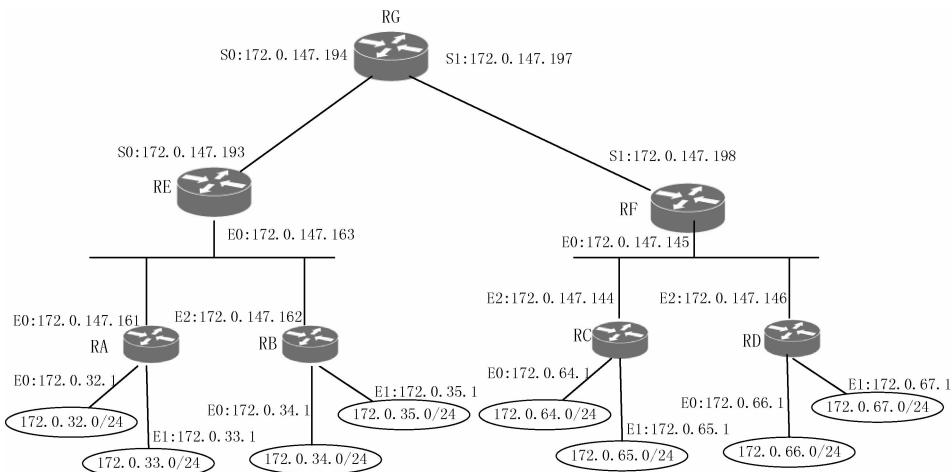 RG
S0:172.0.147.194
S1:172.0.147.197
S0:172.0.147.193
S1:172.0.147.198
RE
RF
E0:172.0.147.163
E0:172.0.147.145
E0:172.0.147.161
E2:172.0.147.162
E2:172.0.147.144
E2:172.0.147.146
RA
RB
RC
RD
E0:172.0.32.1
E1:172.0.35.1
E0:172.0.64.1
E1:172.0.67.1
172.0.32.0/24
E1:172.0.33.1
E0:172.0.34.1
172.0.35.0/24
172.0.64.0/24
E1:172.0.65.1
E0:172.0.66.1
172.0.67.0/24
172.0.33.0/24
172.0.34.0/24
172.0.65.0/24
172.0.66.0/24